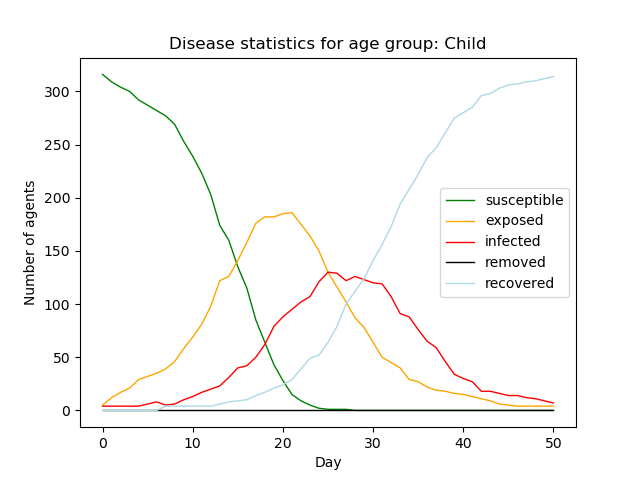 Disease statistics for age group: Child
Number of agents
300
250
200
150
100
50
0
susceptible
exposed
infected
removed
recovered
0 10 20 30 40 50
Day